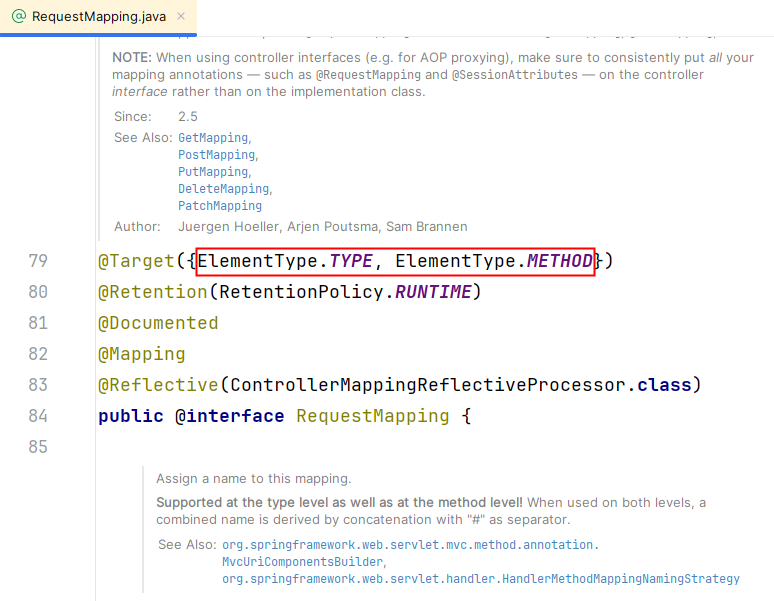 RequestMapping.java
NOTE: When using controller interfaces (e.g. for AOP proxying), make sure to consistently put all your
mapping annotations — such as @RequestMapping and @SessionAttributes — on the controller
interface rather than on the implementation class.
Since: 2.5
See Also: GetMapping,
PostMapping,
PutMapping,
DeleteMapping,
PatchMapping
Author: Juergen Hoeller, Arjen Poutsma, Sam Brannen
79 @Target({ElementType.TYPE, ElementType.METHOD})
80 @Retention(RetentionPolicy.RUNTIME)
81 @Documented
82 @Mapping
83 @Reflective(ControllerMappingReflectiveProcessor.class)
84 public @interface RequestMapping {
85
Assign a name to this mapping.
Supported at the type level as well as at the method level! When used on both levels, a
combined name is derived by concatenation with "#" as separator.
See Also: org.springframework.web.servlet.mvc.method.annotation.
MvcUriComponentsBuilder,
org.springframework.web.servlet.handler.HandlerMethodMappingNamingStrategy